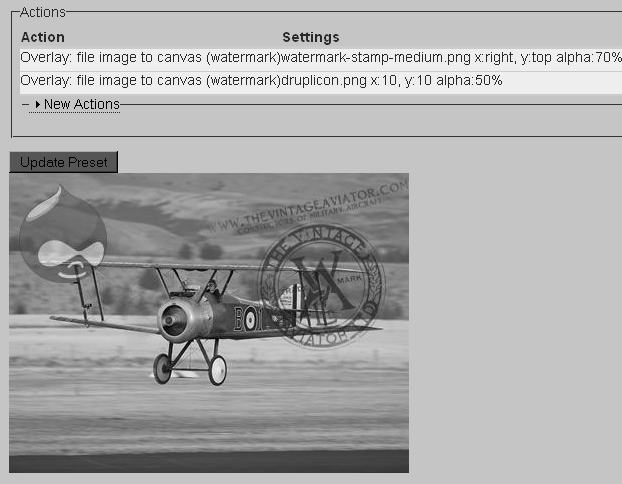 Actions
Action Settings
Overlay: file image to canvas (watermark)watermark-stamp-medium.png x:right, y:top alpha:70%
Overlay: file image to canvas (watermark)druplicon.png x:10, y:10 alpha:50%
New Actions
Update Preset
WWW.THEVINTAGEAVIATOR.COM
CONSTRUCTORS OF MILITARY AIRCRAFT
THE VINTAGE
MARK
AVIATOR LTD
B